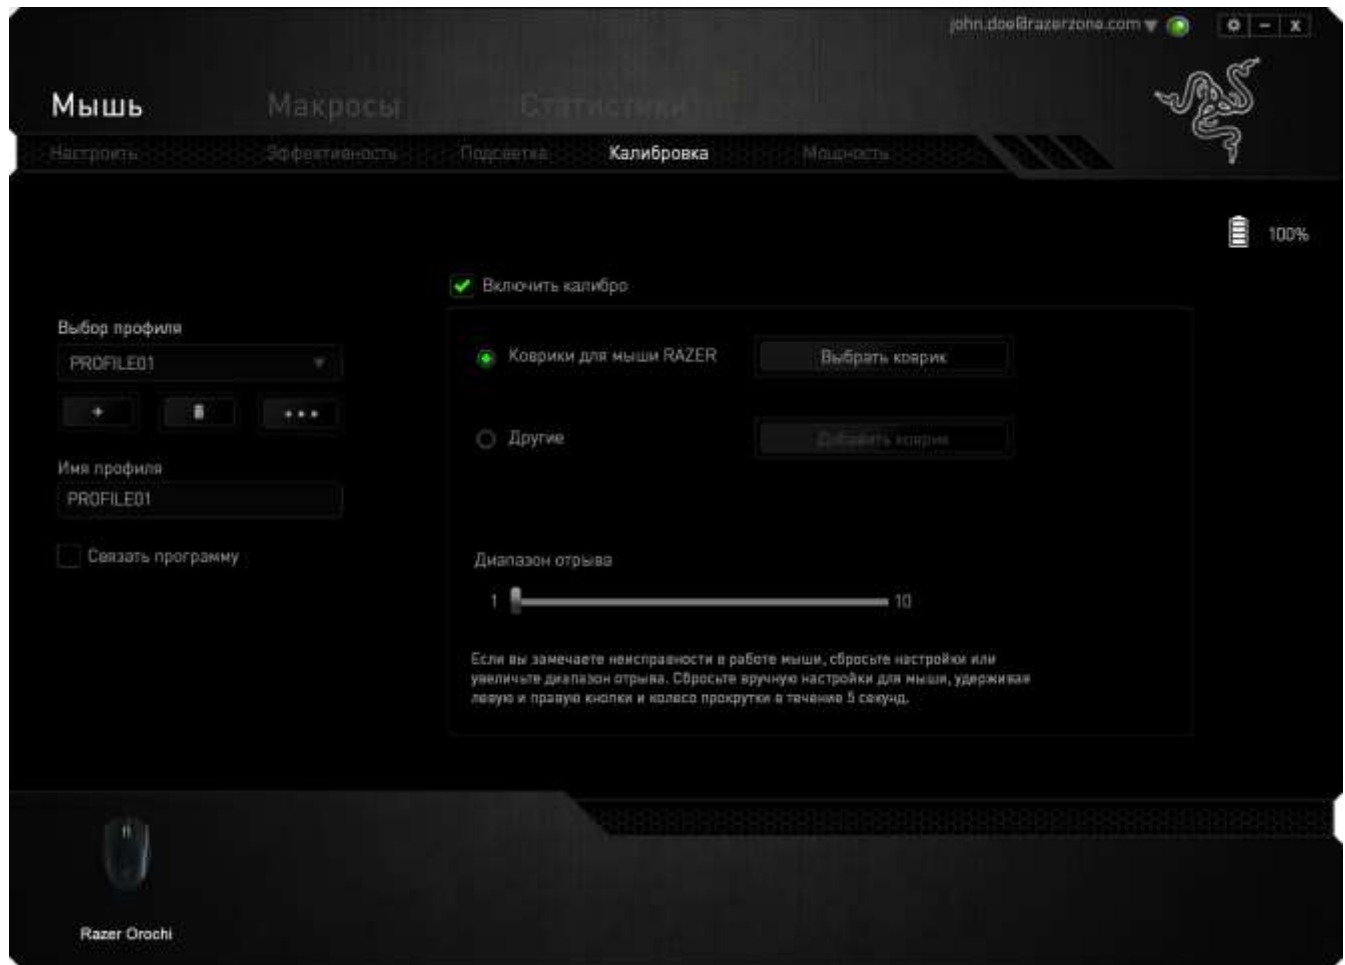 john.doe@razerzone.com
Мышь Макросы Статистики
Настроить Эффективность Подсветка Калибровка Мощность
100%
Включить калибро
Выбор профиля
PROFILE01
Коврики для мыши RAZER
Выбрать коврик
Другие
Добавить коврик
Имя профиля
PROFILE01
Связать программу
Диапазон отрыва
1 10
Если вы замечаете неисправности в работе мыши, сбросьте настройки или
увеличьте диапазон отрыва. Сбросьте вручную настройки для мыши, удерживая
левую и правую кнопки и колесо прокрутки в течение 5 секунд.
Razer Orochi